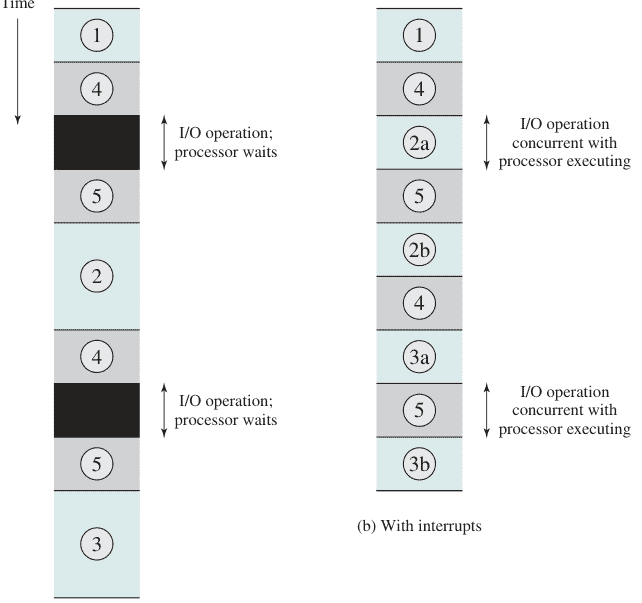 Time
1
4
I/O operation;
processor waits
5
2
4
I/O operation;
processor waits
5
3
1
4
2a
I/O operation
concurrent with
processor executing
5
2b
4
3a
5
I/O operation
concurrent with
processor executing
3b
(b) With interrupts